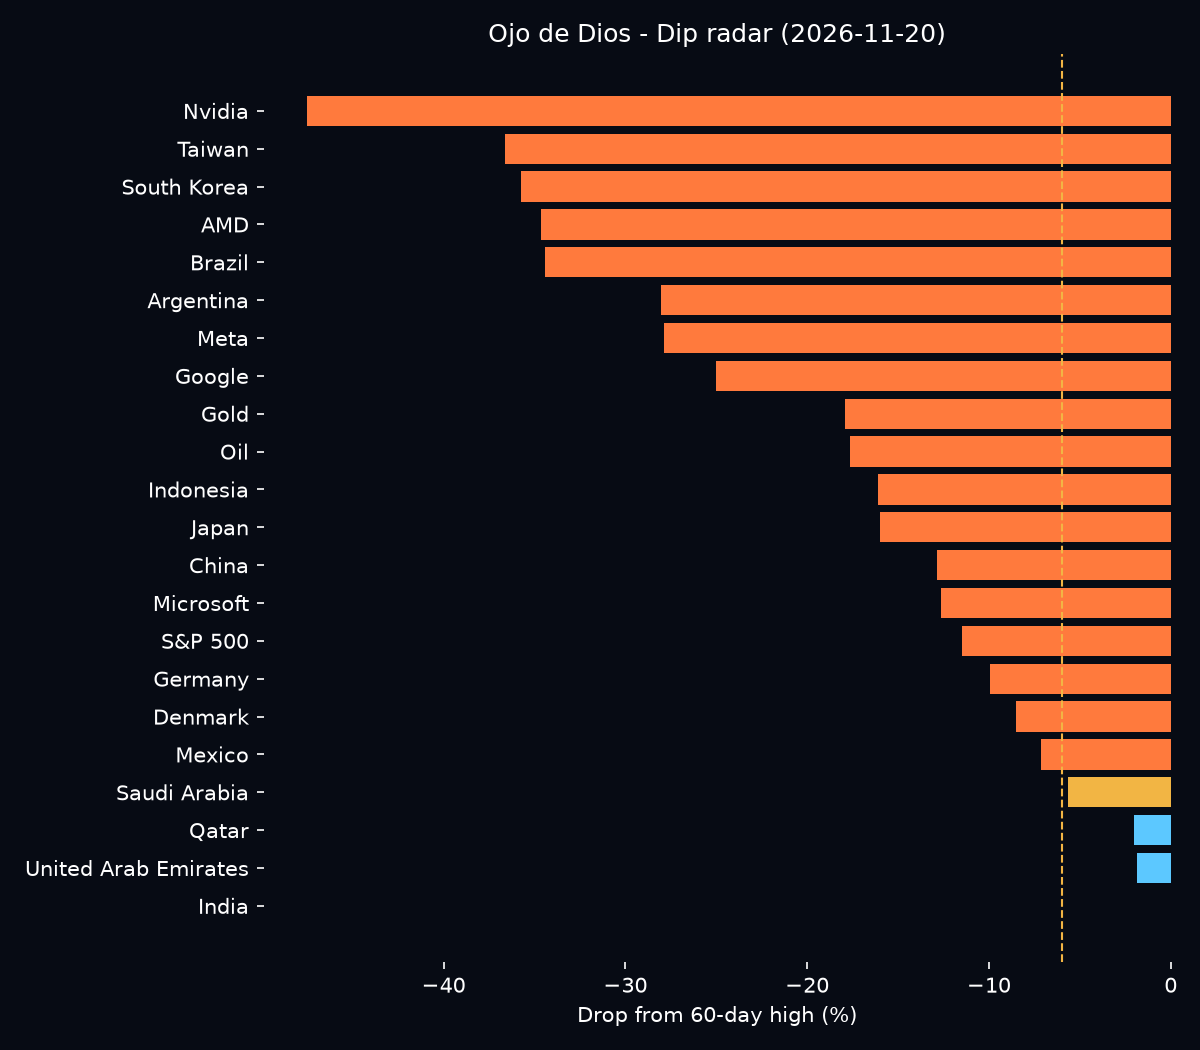 Ojo de Dios - Dip radar (2026-11-20)
Nvidia
Taiwan
South Korea
AMD
Brazil
Argentina
Meta
Google
Gold
Oil
Indonesia
Japan
China
Microsoft
S&P 500
Germany
Denmark
Mexico
Saudi Arabia
Qatar
United Arab Emirates
India
−40 −30 −20 −10 0
Drop from 60-day high (%)